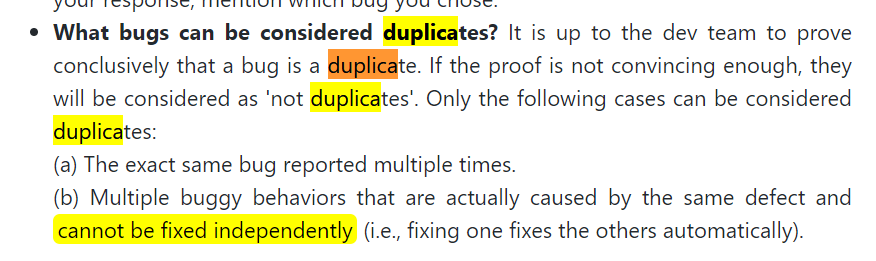 your response, mention which bug you chose.
• What bugs can be considered duplicates? It is up to the dev team to prove
conclusively that a bug is a duplicate. If the proof is not convincing enough, they
will be considered as 'not duplicates'. Only the following cases can be considered
duplicates:
(a) The exact same bug reported multiple times.
(b) Multiple buggy behaviors that are actually caused by the same defect and
cannot be fixed independently (i.e., fixing one fixes the others automatically).